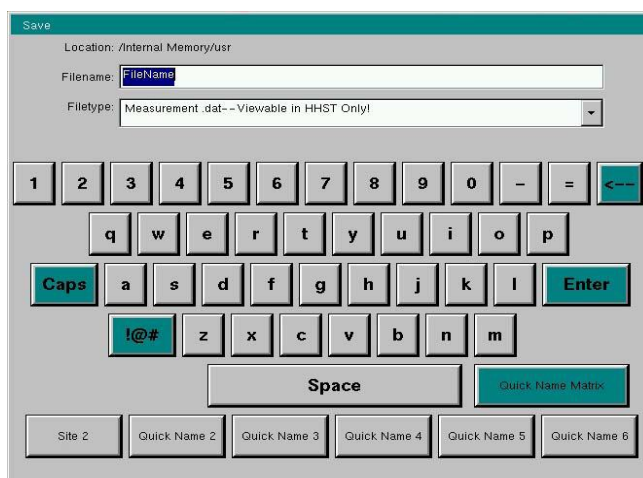 Save
Location: /Internal Memory/usr
Filename: FileName
Filetype: Measurement .dat--Viewable in HHST Only!
1 2 3 4 5 6 7 8 9 0 - = <--
q w e r t y u i o p
Caps a s d f g h j k l Enter
!@# z x c v b n m
Space Quick Name Matrix
Site 2 Quick Name 2 Quick Name 3 Quick Name 4 Quick Name 5 Quick Name 6